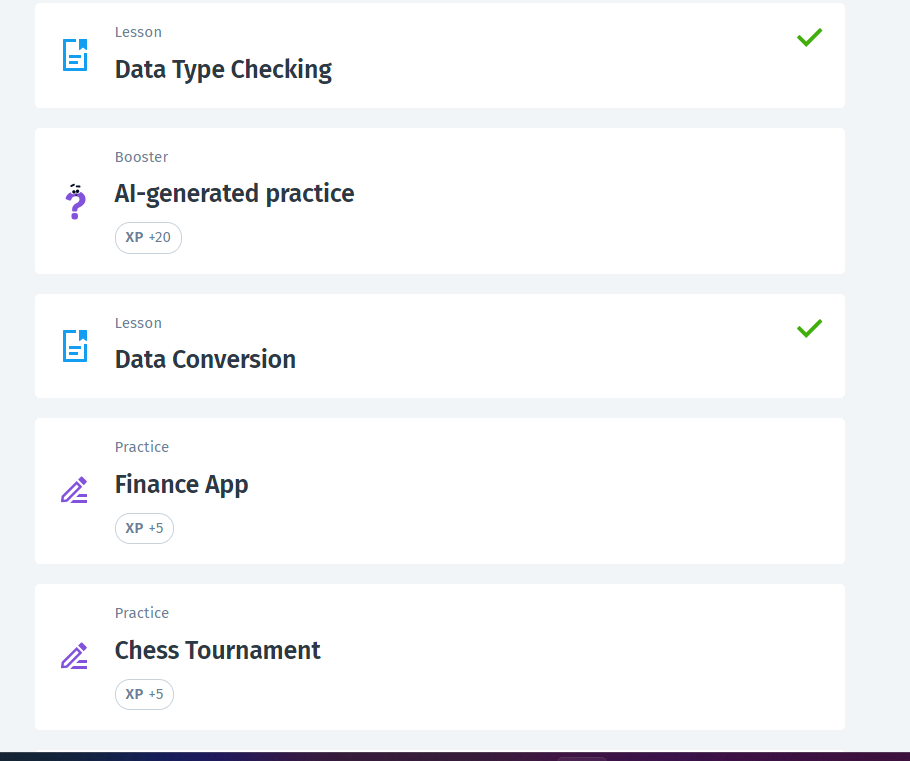 Lesson
Data Type Checking
Booster
AI-generated practice
XP +20
Lesson
Data Conversion
Practice
Finance App
XP +5
Practice
Chess Tournament
XP +5